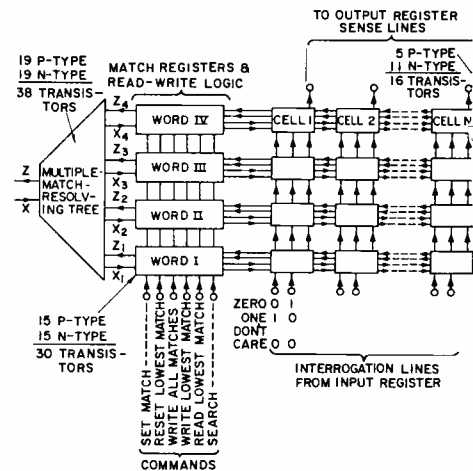 TO OUTPUT REGISTER
SENSE LINES
19 P-TYPE
19 N-TYPE
38 TRANSIS-
TORS
MATCH REGISTERS &
READ-WRITE LOGIC
5 P-TYPE
11 N-TYPE
16 TRANSIS-
TORS
Z4
X4
WORD IV
CELL 1
CELL 2
CELL N
Z3
X3
WORD III
Z
X
MULTIPLE-
MATCH-
RESOLV-
ING TREE
Z2
X2
WORD II
Z1
X1
WORD I
15 P-TYPE
15 N-TYPE
30 TRANSIS-
TORS
ZERO 0 1
ONE 1 0
DON'T
CARE 0 0
INTERROGATION LINES
FROM INPUT REGISTER
SET MATCH
RESET LOWEST MATCH
WRITE ALL MATCHES
WRITE LOWEST MATCH
READ LOWEST MATCH
SEARCH
COMMANDS